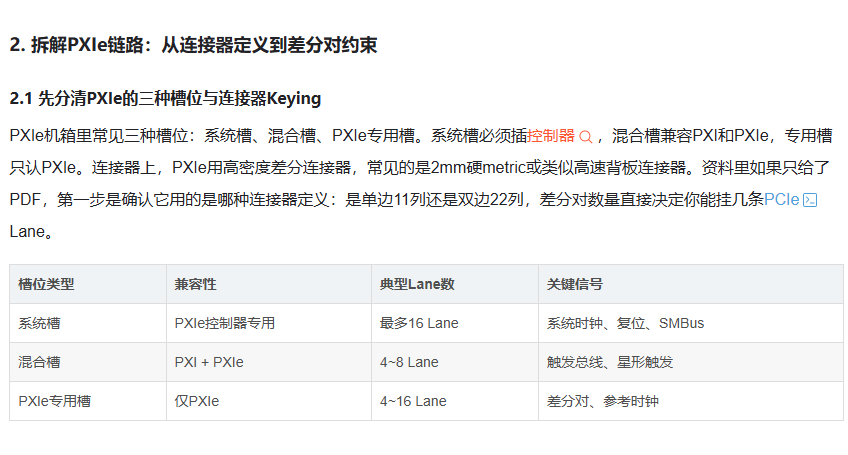 2. 拆解PXIe链路：从连接器定义到差分对约束
2.1 先分清PXIe的三种槽位与连接器Keying
PXIe机箱里常见三种槽位：系统槽、混合槽、PXIe专用槽。系统槽必须插控制器，混合槽兼容PXI和PXIe，专用槽
只认PXIe。连接器上，PXIe用高密度差分连接器，常见的是2mm硬metric或类似高速背板连接器。资料里如果只给了
PDF，第一步是确认它用的是哪种连接器定义：是单边11列还是双边22列，差分对数量直接决定你能挂几条PCIe
Lane。
槽位类型 兼容性 典型Lane数 关键信号
系统槽 PXIe控制器专用 最多16 Lane 系统时钟、复位、SMBus
混合槽 PXI + PXIe 4~8 Lane 触发总线、星形触发
PXIe专用槽 仅PXIe 4~16 Lane 差分对、参考时钟